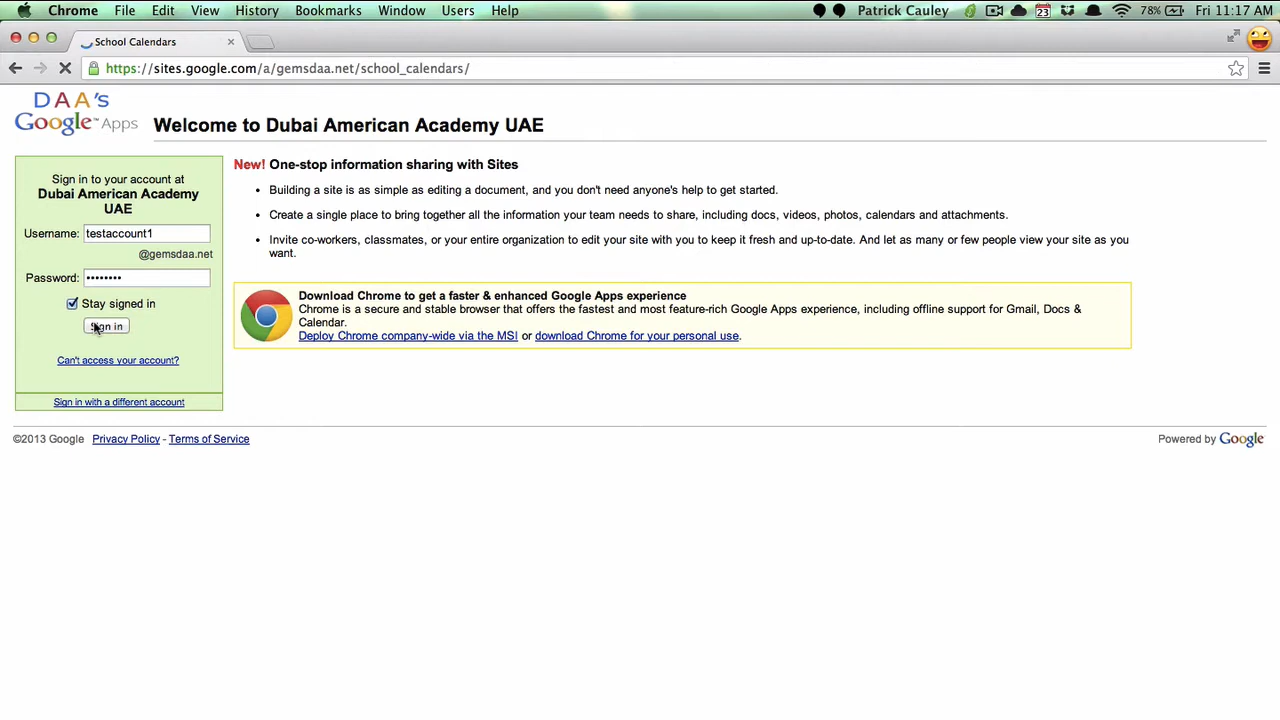 Chrome File Edit View History Bookmarks Window Users Help
Patrick Cauley 23 78% Fri 11:17 AM
School Calendars
https://sites.google.com/a/gemsdaa.net/school_calendars/
DAA's
Google™ Apps
Welcome to Dubai American Academy UAE
Sign in to your account at
Dubai American Academy
UAE
Username: testaccount1
@gemsdaa.net
Password: ••••••••
Stay signed in
Sign in
Can't access your account?
Sign in with a different account
New! One-stop information sharing with Sites
• Building a site is as simple as editing a document, and you don't need anyone's help to get started.
• Create a single place to bring together all the information your team needs to share, including docs, videos, photos, calendars and attachments.
• Invite co-workers, classmates, or your entire organization to edit your site with you to keep it fresh and up-to-date. And let as many or few people view your site as you
want.
Download Chrome to get a faster & enhanced Google Apps experience
Chrome is a secure and stable browser that offers the fastest and most feature-rich Google Apps experience, including offline support for Gmail, Docs &
Calendar.
Deploy Chrome company-wide via the MSI or download Chrome for your personal use.
©2013 Google Privacy Policy - Terms of Service
Powered by Google